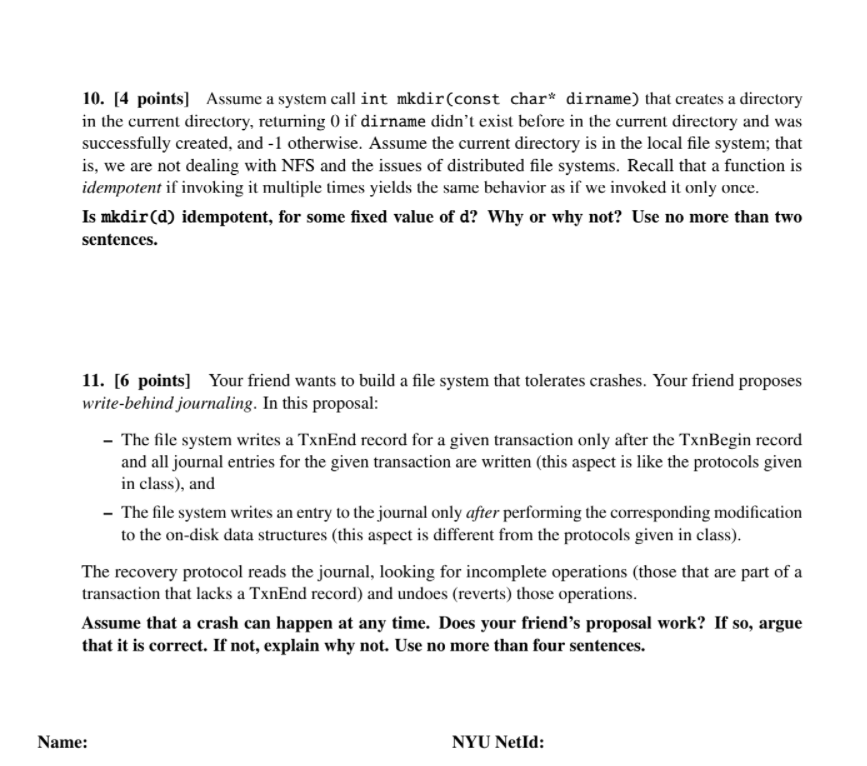 10. [4 points] Assume a system call int mkdir(const char* dirname) that creates a directory
in the current directory, returning 0 if dirname didn't exist before in the current directory and was
successfully created, and -1 otherwise. Assume the current directory is in the local file system; that
is, we are not dealing with NFS and the issues of distributed file systems. Recall that a function is
idempotent if invoking it multiple times yields the same behavior as if we invoked it only once.
Is mkdir(d) idempotent, for some fixed value of d? Why or why not? Use no more than two
sentences.
11. [6 points] Your friend wants to build a file system that tolerates crashes. Your friend proposes
write-behind journaling. In this proposal:
– The file system writes a TxnEnd record for a given transaction only after the TxnBegin record
and all journal entries for the given transaction are written (this aspect is like the protocols given
in class), and
– The file system writes an entry to the journal only after performing the corresponding modification
to the on-disk data structures (this aspect is different from the protocols given in class).
The recovery protocol reads the journal, looking for incomplete operations (those that are part of a
transaction that lacks a TxnEnd record) and undoes (reverts) those operations.
Assume that a crash can happen at any time. Does your friend's proposal work? If so, argue
that it is correct. If not, explain why not. Use no more than four sentences.
Name: NYU NetId: